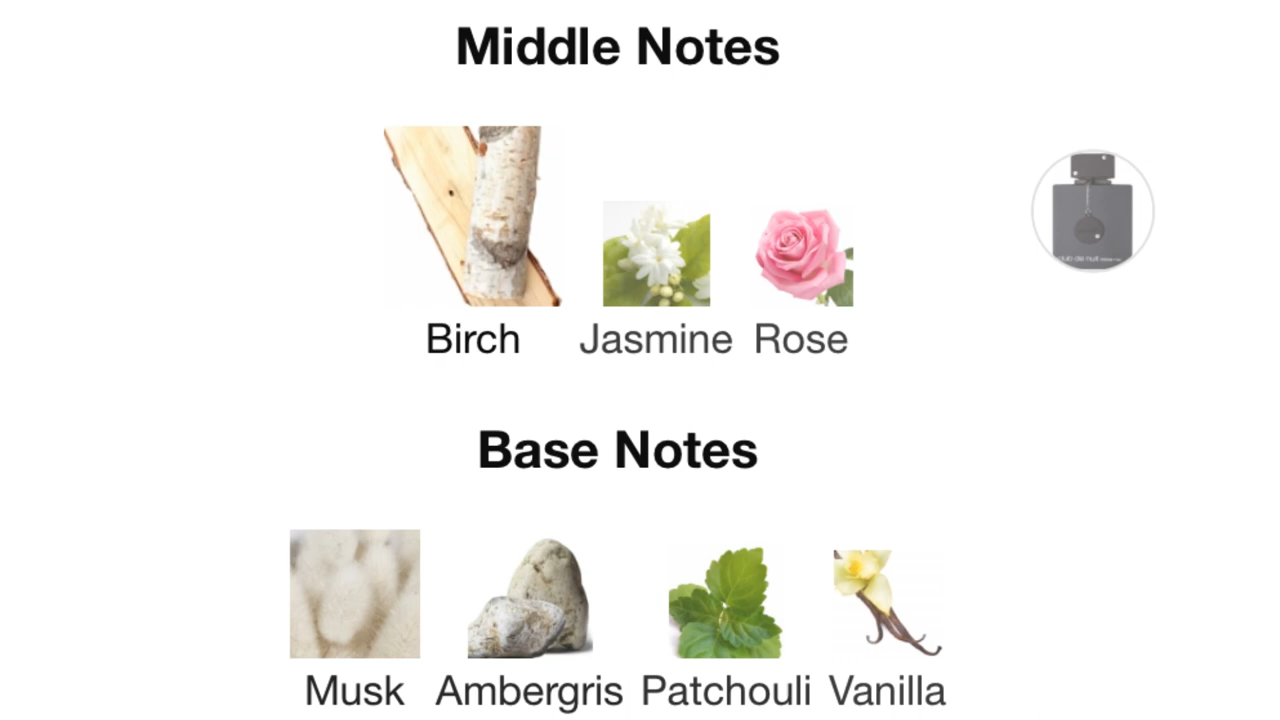 Middle Notes
Birch Jasmine Rose
Base Notes
Musk Ambergris Patchouli Vanilla